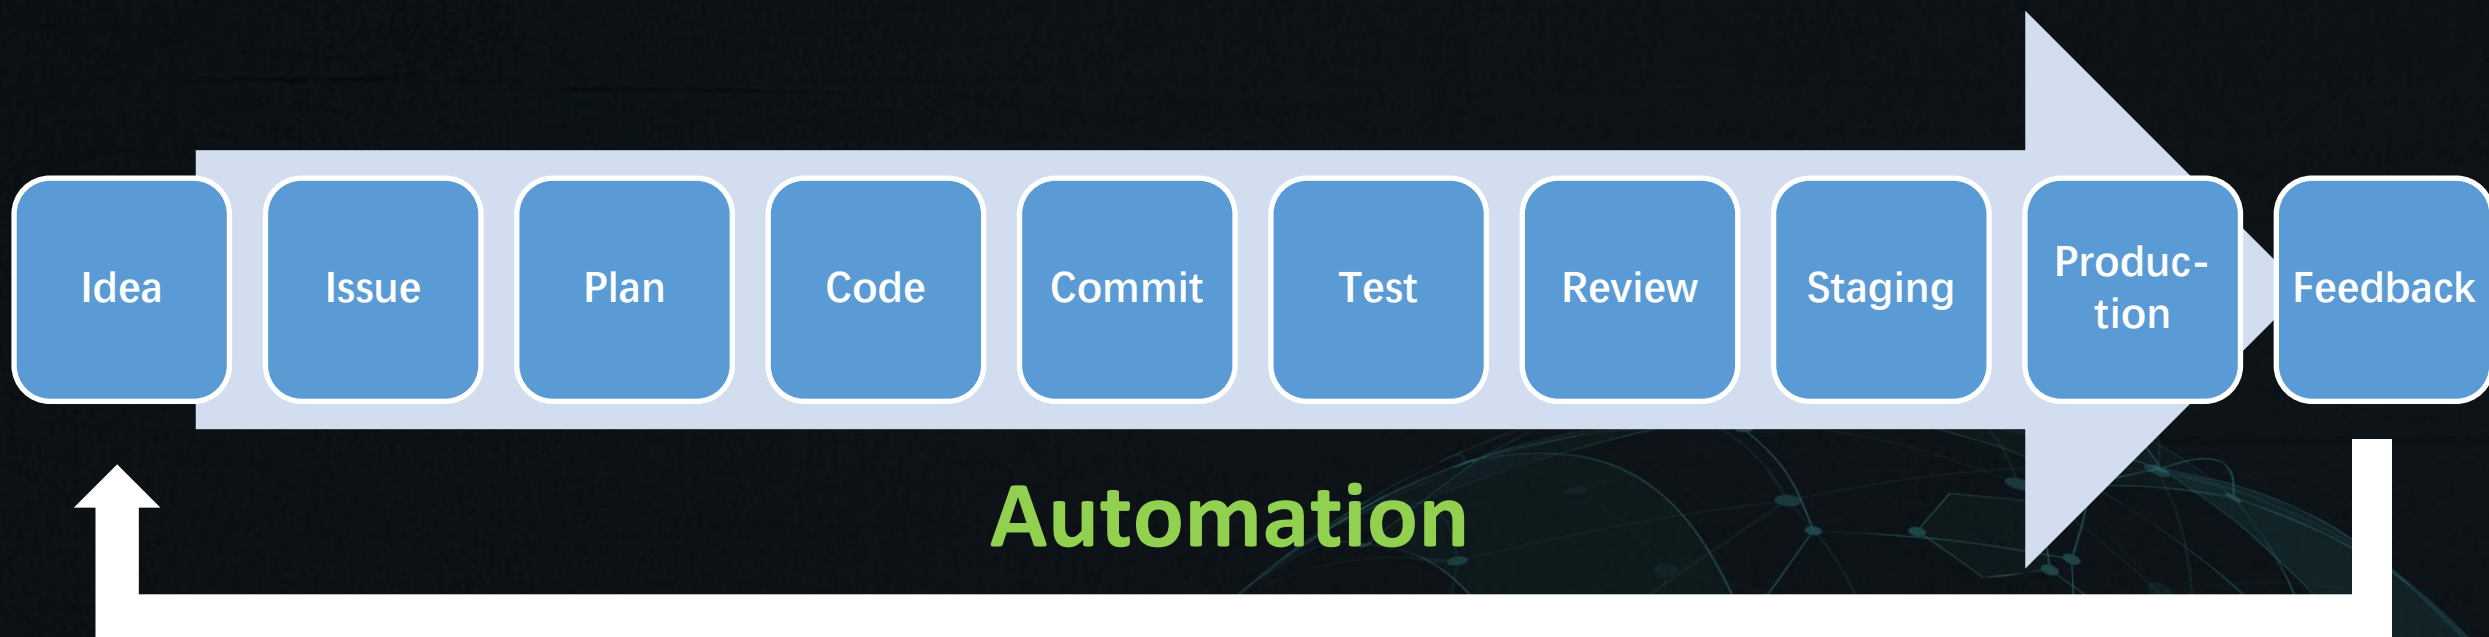 Idea
Issue
Plan
Code
Commit
Test
Review
Staging
Produc-
tion
Feedback
Automation